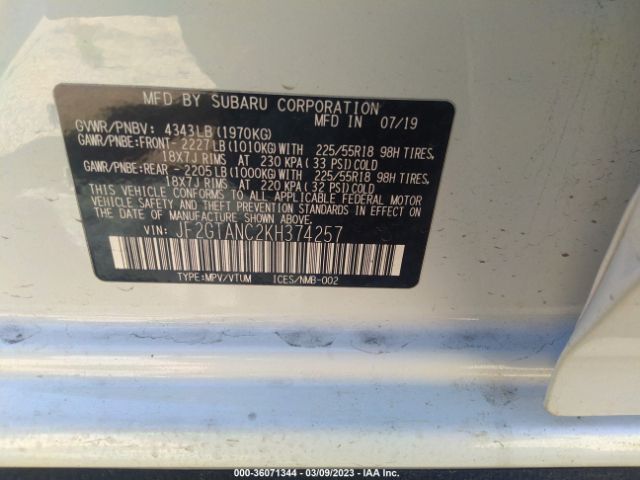 MFD BY SUBARU CORPORATION
MFD IN 07/19
GVWR/PNBV: 4343LB(1970KG)
GAWR/PNBE:FRONT- 2227LB(1010KG)WITH 225/55R18 98H TIRES,
18X7J RIMS AT 230 KPA(33 PSI)COLD
GAWR/PNBE:REAR - 2205LB(1000KG)WITH 225/55R18 98H TIRES,
18X7J RIMS AT 220 KPA(32 PSI)COLD
THIS VEHICLE CONFORMS TO ALL APPLICABLE FEDERAL MOTOR
VEHICLE SAFETY AND THEFT PREVENTION STANDARDS IN EFFECT
ON THE DATE OF MANUFACTURE SHOWN ABOVE.
VIN: JF2GTANC2KH374257
TYPE:MPV/VTUM ICES/NMB-002
000-36071344 — 03/09/2023 — IAA Inc.